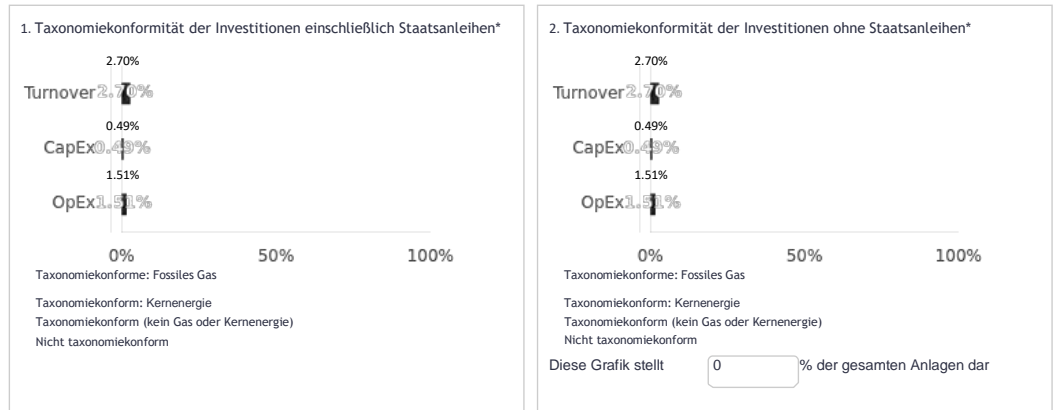 1. Taxonomiekonformität der Investitionen einschließlich Staatsanleihen*
2.70%
Turnover 2.70%
0.49%
CapEx 0.49%
1.51%
OpEx 1.51%
0% 50% 100%
Taxonomiekonforme: Fossiles Gas
Taxonomiekonform: Kernenergie
Taxonomiekonform (kein Gas oder Kernenergie)
Nicht taxonomiekonform
2. Taxonomiekonformität der Investitionen ohne Staatsanleihen*
2.70%
Turnover 2.70%
0.49%
CapEx 0.49%
1.51%
OpEx 1.51%
0% 50% 100%
Taxonomiekonforme: Fossiles Gas
Taxonomiekonform: Kernenergie
Taxonomiekonform (kein Gas oder Kernenergie)
Nicht taxonomiekonform
Diese Grafik stellt 0 % der gesamten Anlagen dar